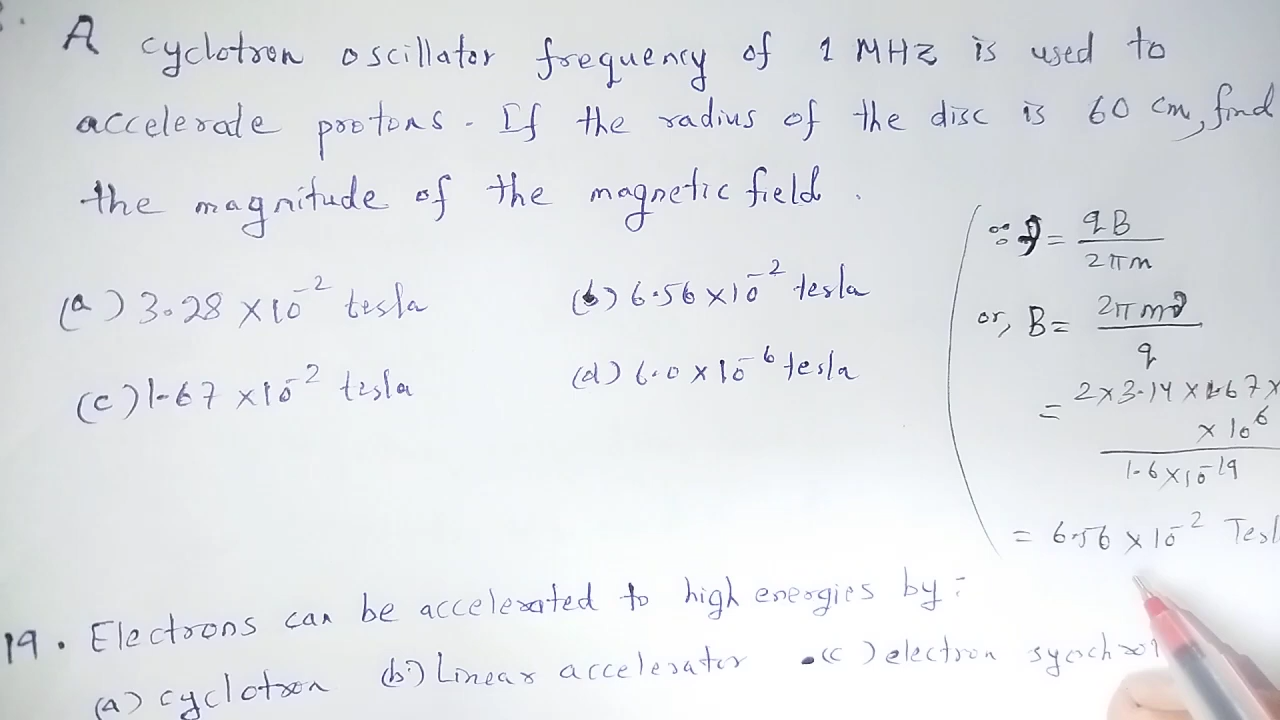 A cyclotron oscillator frequency of 1 MHZ is used to
accelerate protons. If the radius of the disc is 60 cm, find
the magnitude of the magnetic field.
(a) 3.28 ×10⁻² tesla
(b) 6.56 ×10⁻² tesla
(c) 1.67 ×10⁻² tesla
(d) 6.0 ×10⁻⁶ tesla
= qB / 2πm
or, B = 2πmν / q
= 2×3.14×1.67×
×10⁶
1.6×10⁻¹⁹
= 6.56 ×10⁻² Tesl
19. Electrons can be accelerated to high energies by:
(a) cyclotron (b) Linear accelerator (c) electron synchrot